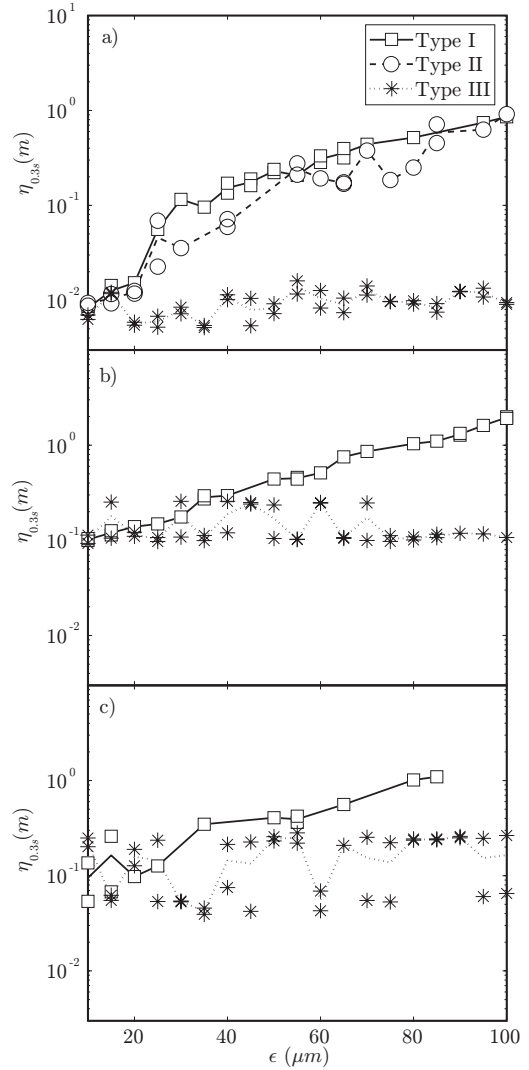 10^1
a)
Type I
Type II
Type III
10^0
η_{0.3s}(m)
10^{-1}
10^{-2}
b)
10^0
η_{0.3s}(m)
10^{-1}
10^{-2}
c)
10^0
η_{0.3s}(m)
10^{-1}
10^{-2}
20 40 60 80 100
ϵ (μm)